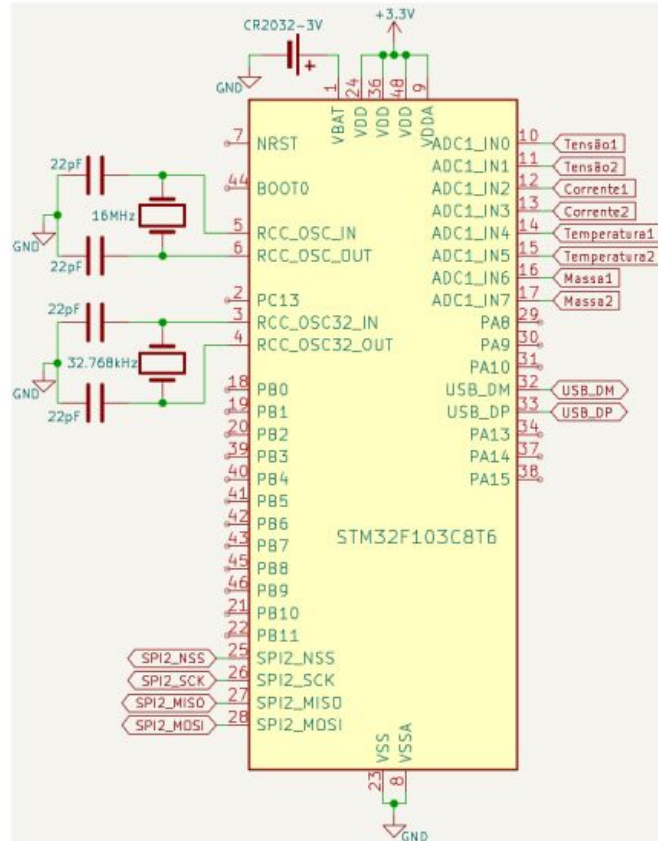 CR2032-3V
+3.3V
GND
1
24
36
48
9
VBAT
VDD
VDD
VDD
VDDA
7 NRST
44 BOOT0
22pF
16MHz
GND
22pF
5 RCC_OSC_IN
6 RCC_OSC_OUT
2 PC13
22pF
3 RCC_OSC32_IN
4 RCC_OSC32_OUT
32.768kHz
GND
22pF
18 PB0
19 PB1
20 PB2
39 PB3
40 PB4
41 PB5
42 PB6
43 PB7
45 PB8
46 PB9
21 PB10
22 PB11
SPI2_NSS 25 SPI2_NSS
SPI2_SCK 26 SPI2_SCK
SPI2_MISO 27 SPI2_MISO
SPI2_MOSI 28 SPI2_MOSI
ADC1_IN0 10 Tensão1
ADC1_IN1 11 Tensão2
ADC1_IN2 12 Corrente1
ADC1_IN3 13 Corrente2
ADC1_IN4 14 Temperatura1
ADC1_IN5 15 Temperatura2
ADC1_IN6 16 Massa1
ADC1_IN7 17 Massa2
PA8 29
PA9 30
PA10 31
USB_DM 32 USB_DM
USB_DP 33 USB_DP
PA13 34
PA14 37
PA15 38
STM32F103C8T6
VSS
VSSA
23
8
GND